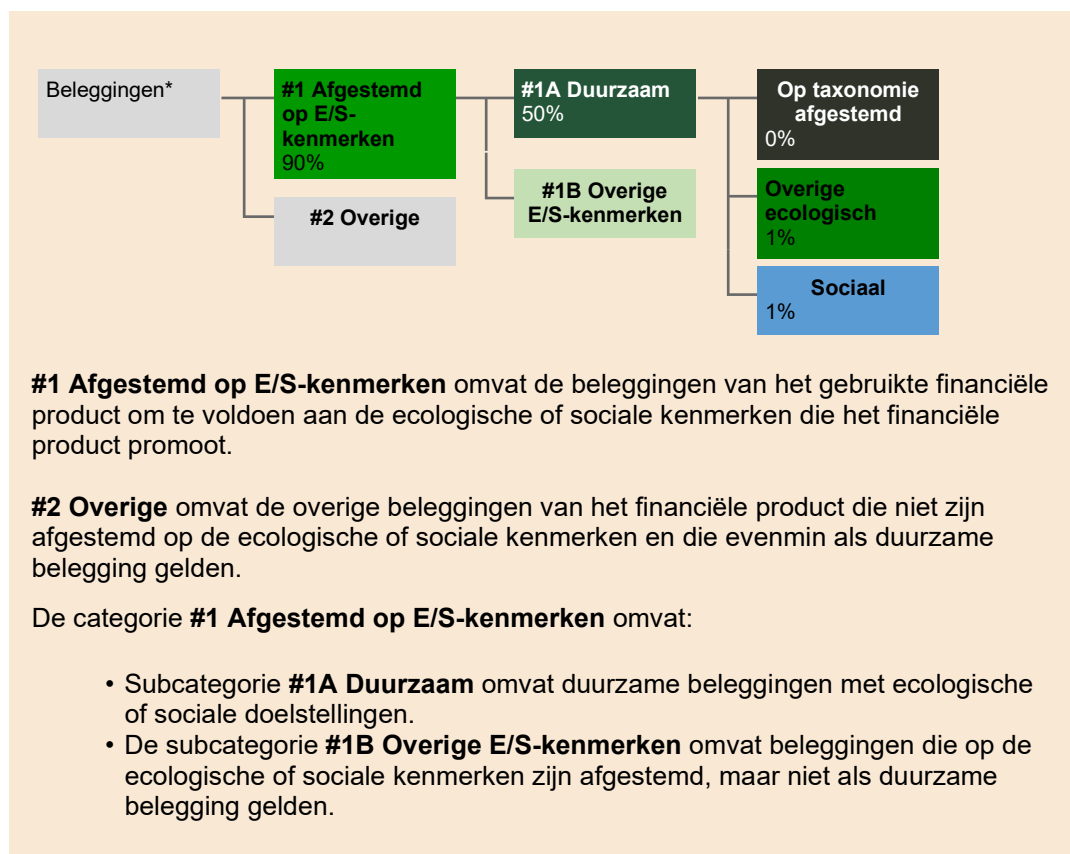 Beleggingen*
#1 Afgestemd
op E/S-
kenmerken
90%
#2 Overige
#1A Duurzaam
50%
#1B Overige
E/S-kenmerken
Op taxonomie
afgestemd
0%
Overige
ecologisch
1%
Sociaal
1%
#1 Afgestemd op E/S-kenmerken omvat de beleggingen van het gebruikte financiële
product om te voldoen aan de ecologische of sociale kenmerken die het financiële
product promoot.
#2 Overige omvat de overige beleggingen van het financiële product die niet zijn
afgestemd op de ecologische of sociale kenmerken en die evenmin als duurzame
belegging gelden.
De categorie #1 Afgestemd op E/S-kenmerken omvat:
• Subcategorie #1A Duurzaam omvat duurzame beleggingen met ecologische
of sociale doelstellingen.
• De subcategorie #1B Overige E/S-kenmerken omvat beleggingen die op de
ecologische of sociale kenmerken zijn afgestemd, maar niet als duurzame
belegging gelden.